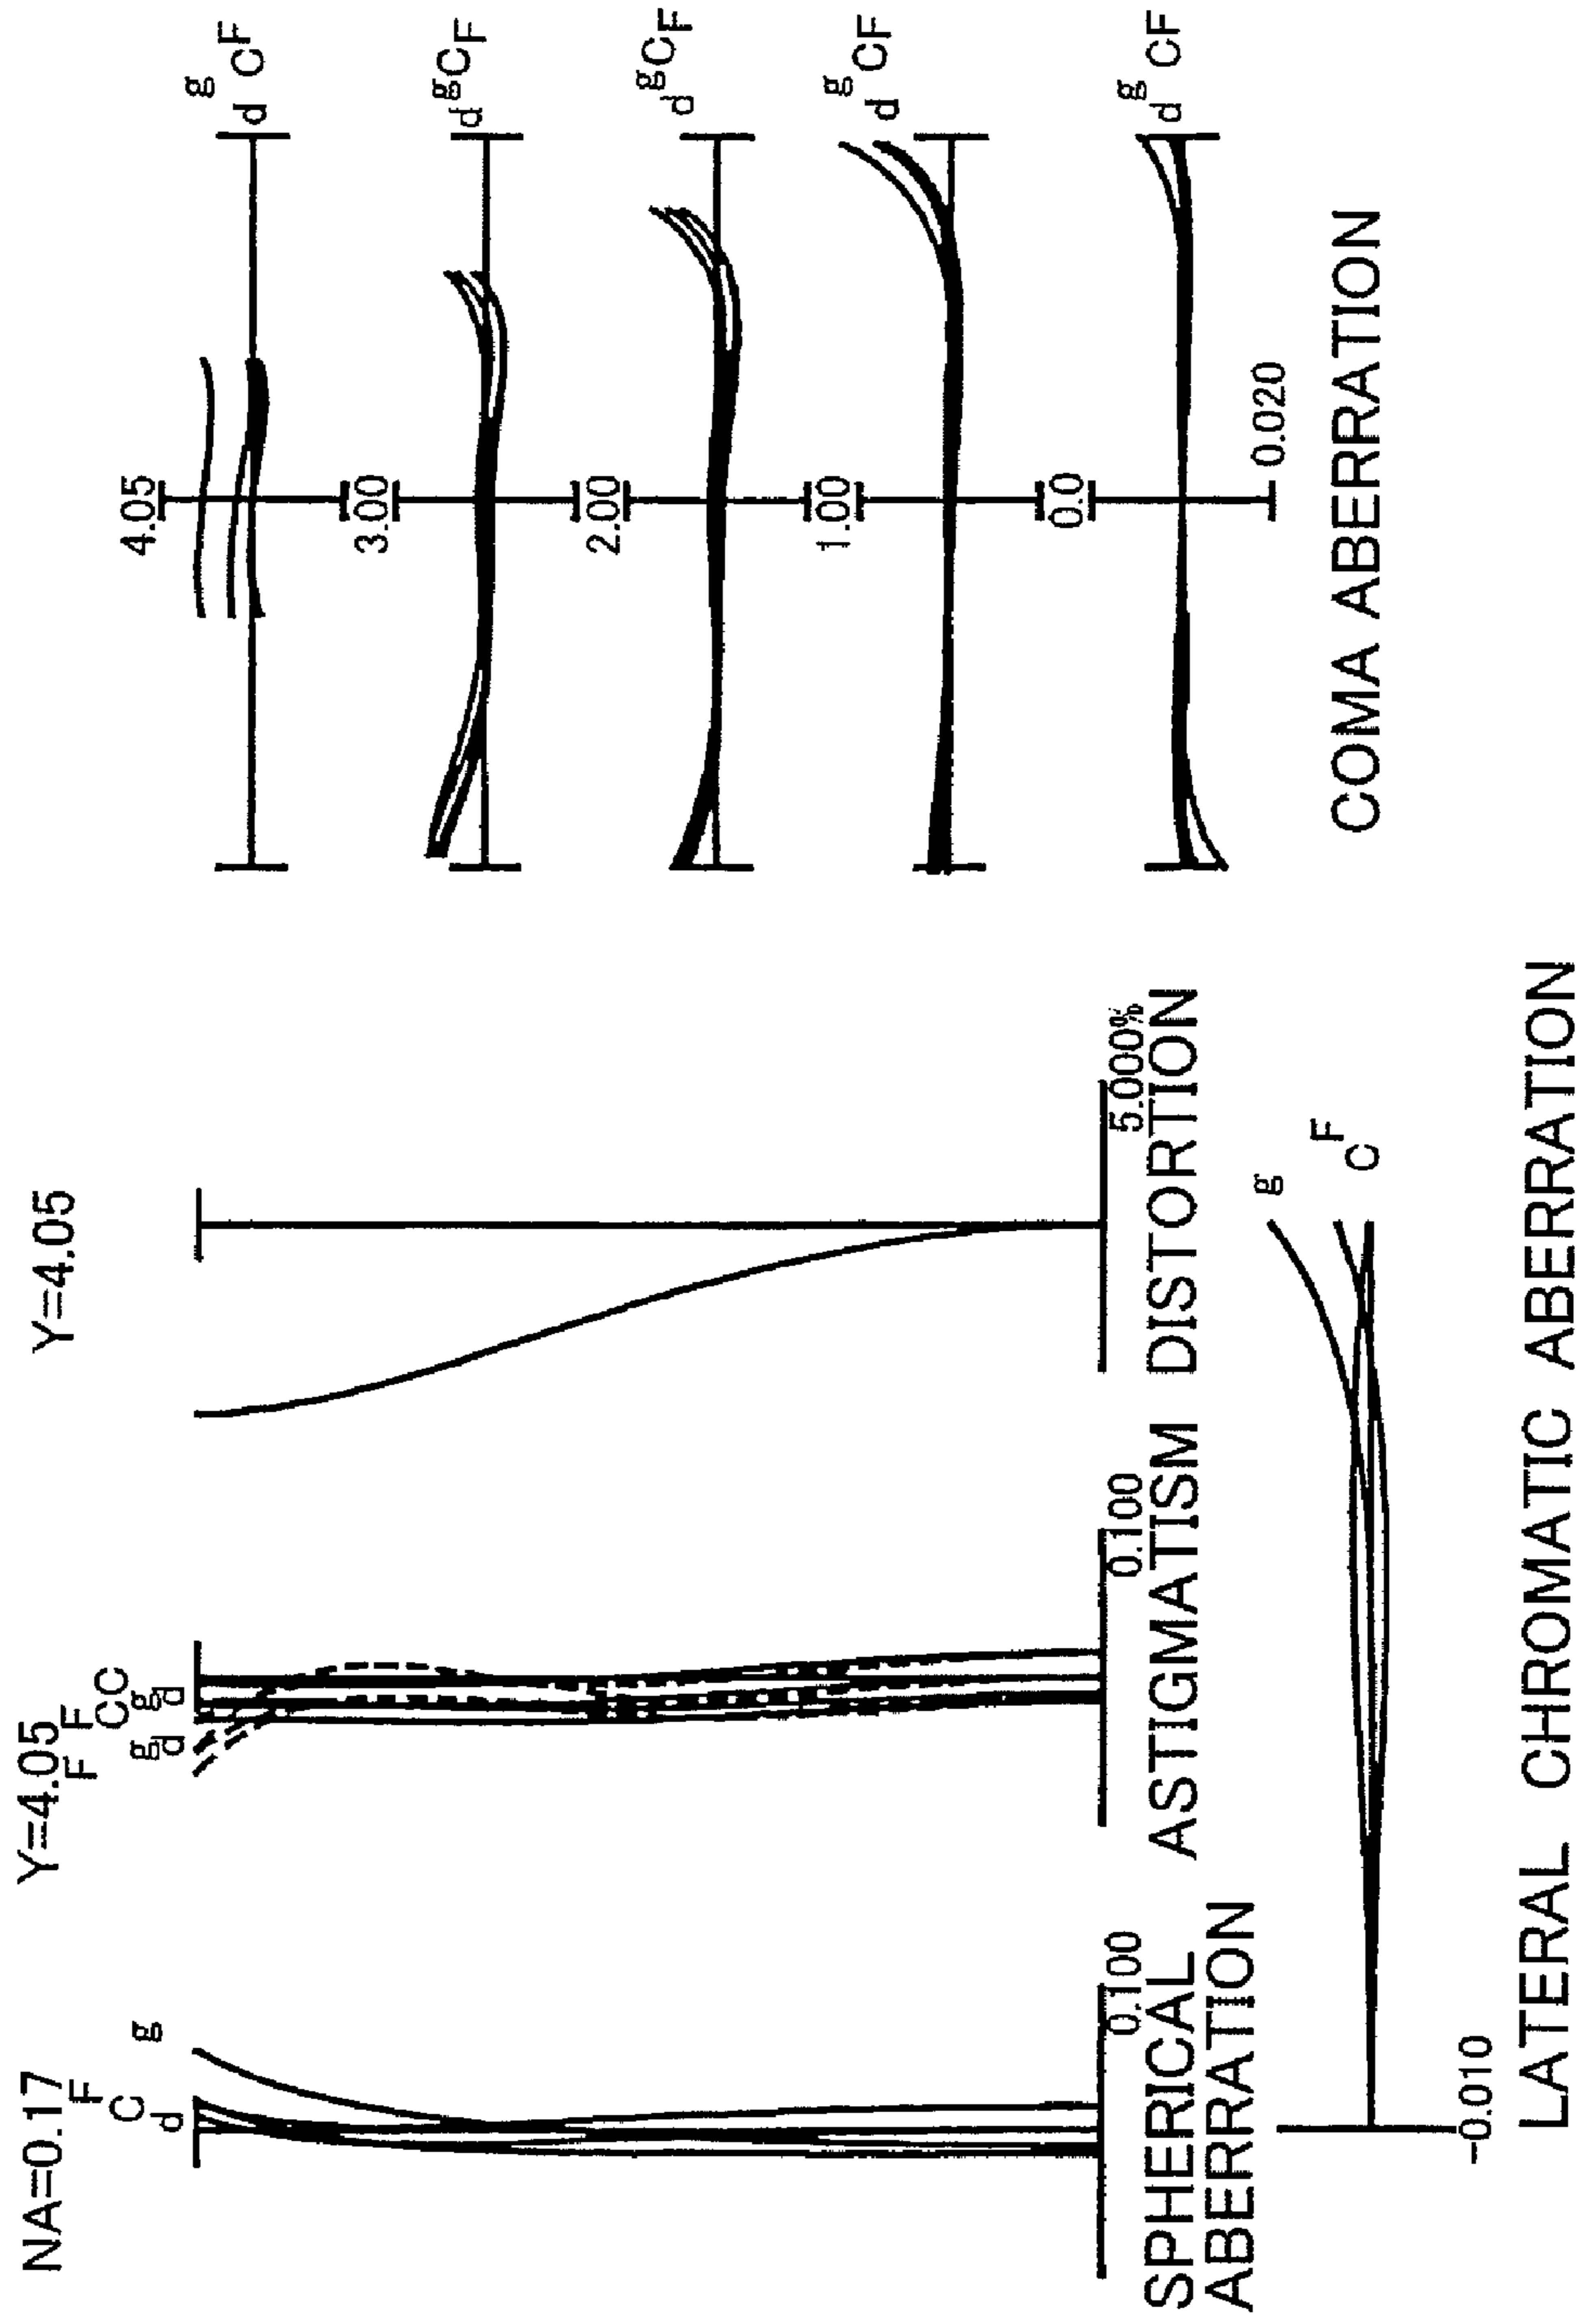 NA=0.17
F
C
d
g
SPHERICAL
ABERRATION
0.100
Y=4.05
F
F
g
d
C
C
g
d
ASTIGMATISM
0.100
Y=4.05
DISTORTION
5.000%
LATERAL CHROMATIC ABERRATION
-0.010
g
F
C
4.05
d g C F
3.00
d g C F
2.00
d g C F
1.00
d g C F
0.0
d g C F
0.020
COMA ABERRATION